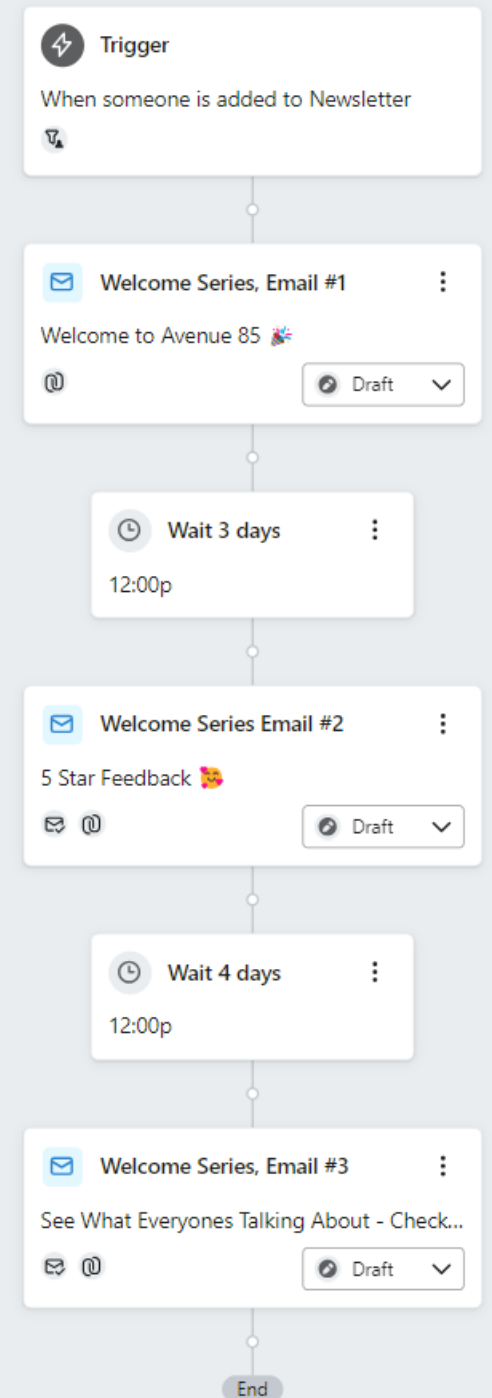 Trigger
When someone is added to Newsletter
Welcome Series, Email #1
Welcome to Avenue 85 🎉
Draft
Wait 3 days
12:00p
Welcome Series Email #2
5 Star Feedback 🥰
Draft
Wait 4 days
12:00p
Welcome Series, Email #3
See What Everyones Talking About - Check...
Draft
End